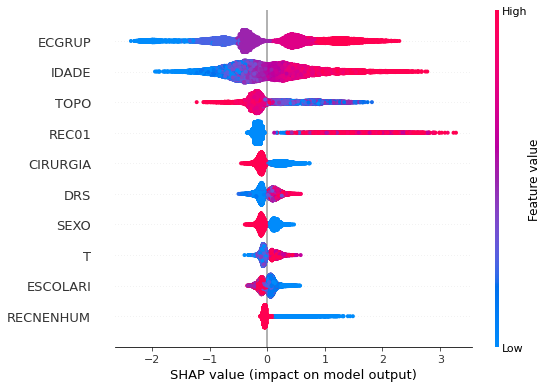 High
ECGRUP
IDADE
TOPO
REC01
CIRURGIA
DRS
SEXO
T
ESCOLARI
RECNENHUM
Feature value
Low
−2 −1 0 1 2 3
SHAP value (impact on model output)